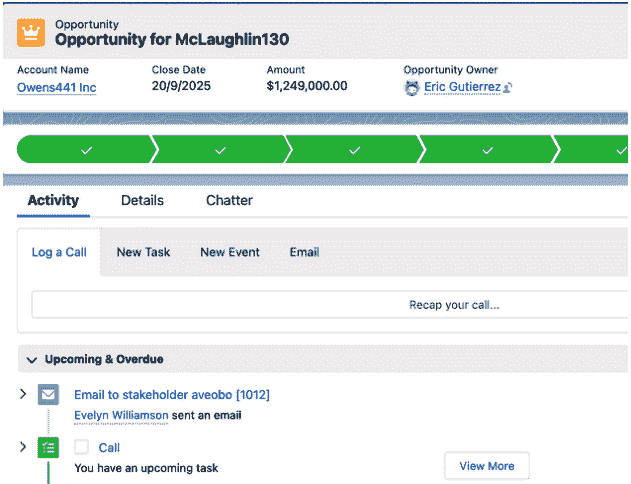 Opportunity
Opportunity for McLaughlin130
Account Name Close Date Amount Opportunity Owner
Owens441 Inc 20/9/2025 $1,249,000.00 Eric Gutierrez
Activity Details Chatter
Log a Call New Task New Event Email
Recap your call...
Upcoming & Overdue
Email to stakeholder aveobo [1012]
Evelyn Williamson sent an email
Call
You have an upcoming task
View More